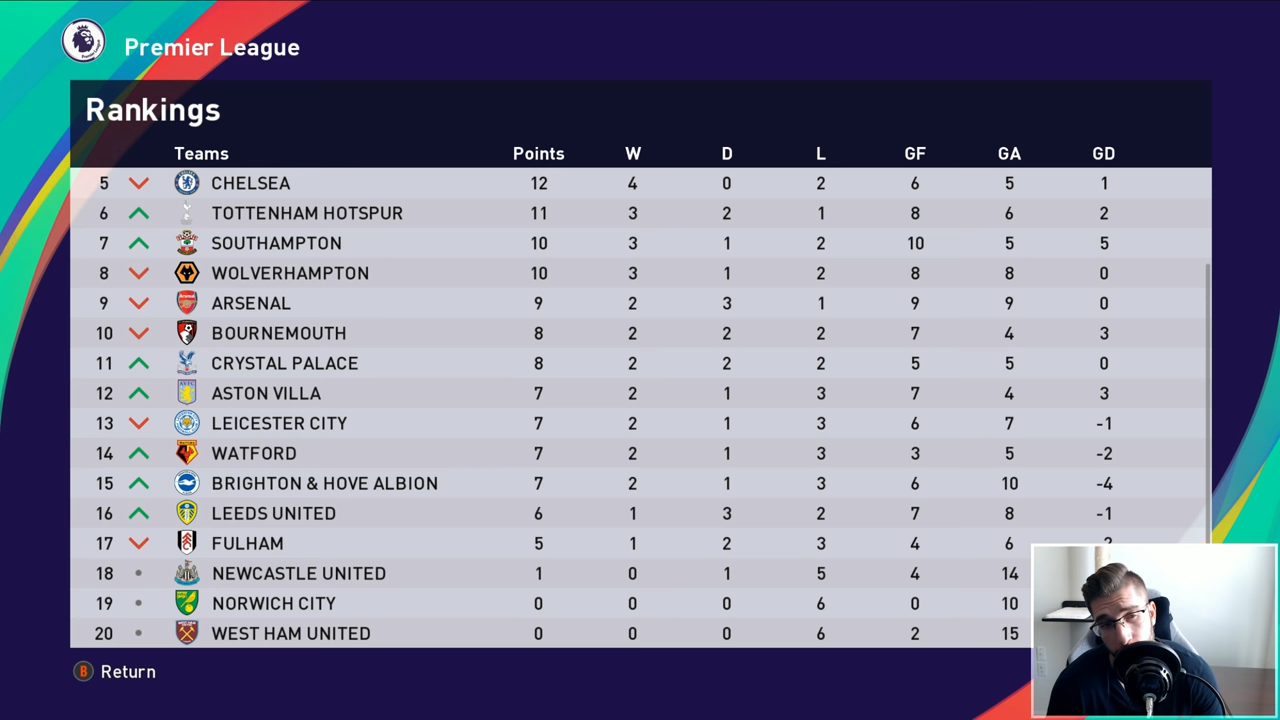 Premier League
Rankings
Teams Points W D L GF GA GD
5 CHELSEA 12 4 0 2 6 5 1
6 TOTTENHAM HOTSPUR 11 3 2 1 8 6 2
7 SOUTHAMPTON 10 3 1 2 10 5 5
8 WOLVERHAMPTON 10 3 1 2 8 8 0
9 ARSENAL 9 2 3 1 9 9 0
10 BOURNEMOUTH 8 2 2 2 7 4 3
11 CRYSTAL PALACE 8 2 2 2 5 5 0
12 ASTON VILLA 7 2 1 3 7 4 3
13 LEICESTER CITY 7 2 1 3 6 7 -1
14 WATFORD 7 2 1 3 3 5 -2
15 BRIGHTON & HOVE ALBION 7 2 1 3 6 10 -4
16 LEEDS UNITED 6 1 3 2 7 8 -1
17 FULHAM 5 1 2 3 4 6
18 NEWCASTLE UNITED 1 0 1 5 4 14
19 NORWICH CITY 0 0 0 6 0 10
20 WEST HAM UNITED 0 0 0 6 2 15
B Return